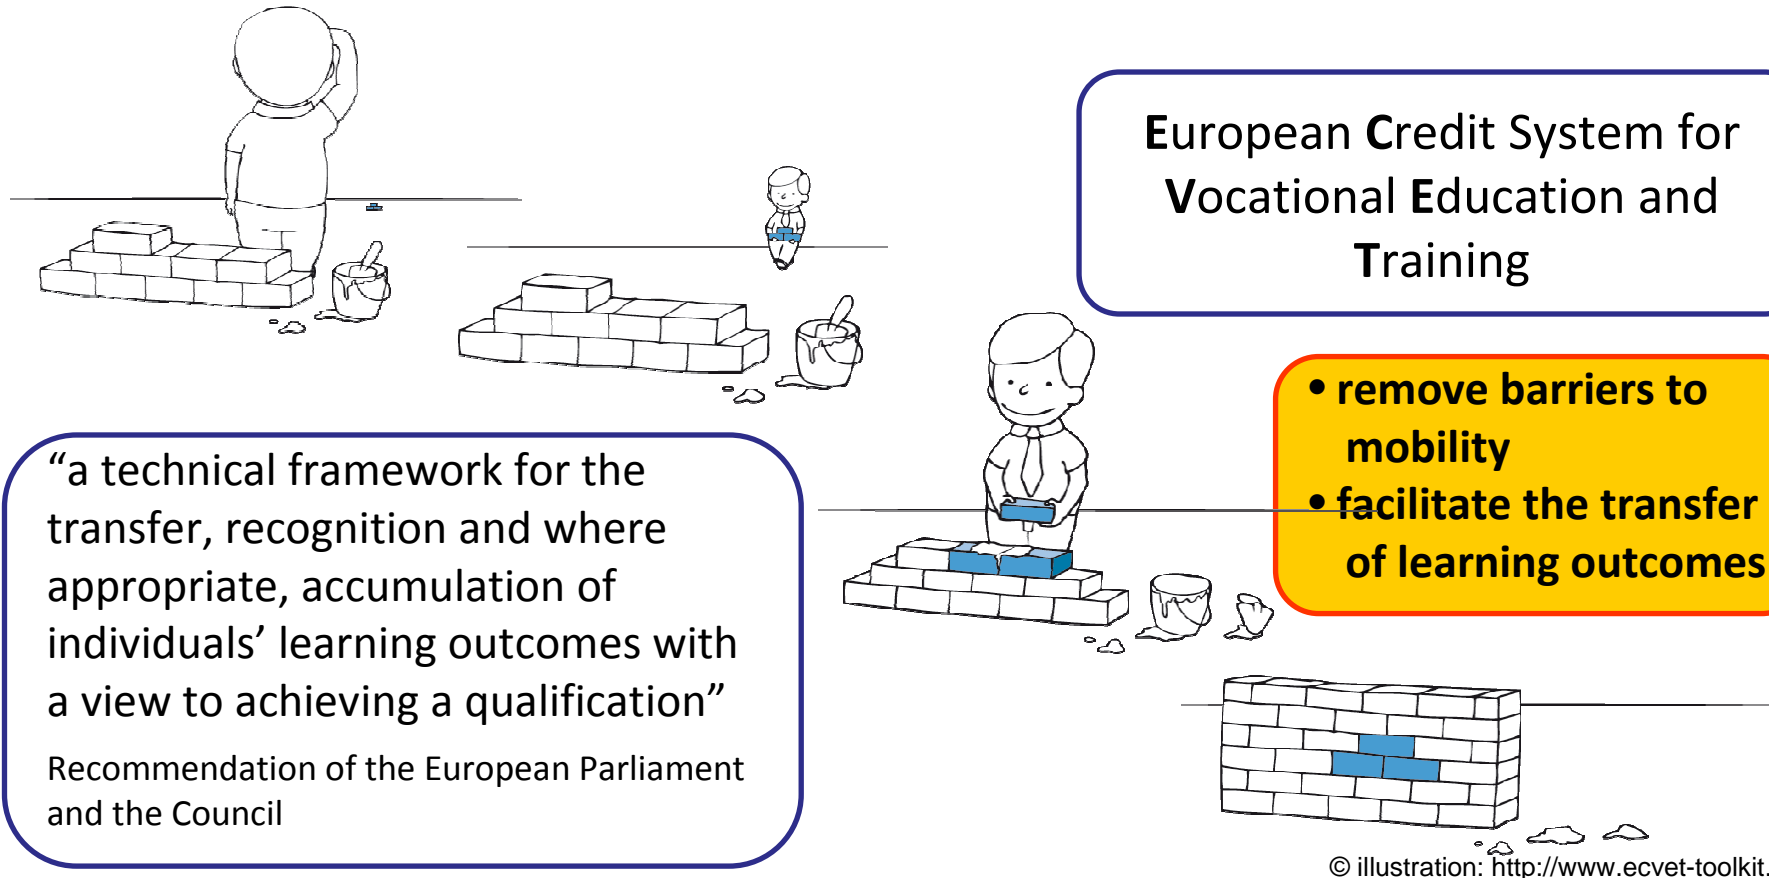 European Credit System for
Vocational Education and
Training
• remove barriers to
mobility
• facilitate the transfer
of learning outcomes
“a technical framework for the
transfer, recognition and where
appropriate, accumulation of
individuals’ learning outcomes with
a view to achieving a qualification”
Recommendation of the European Parliament
and the Council
© illustration: http://www.ecvet-toolkit.